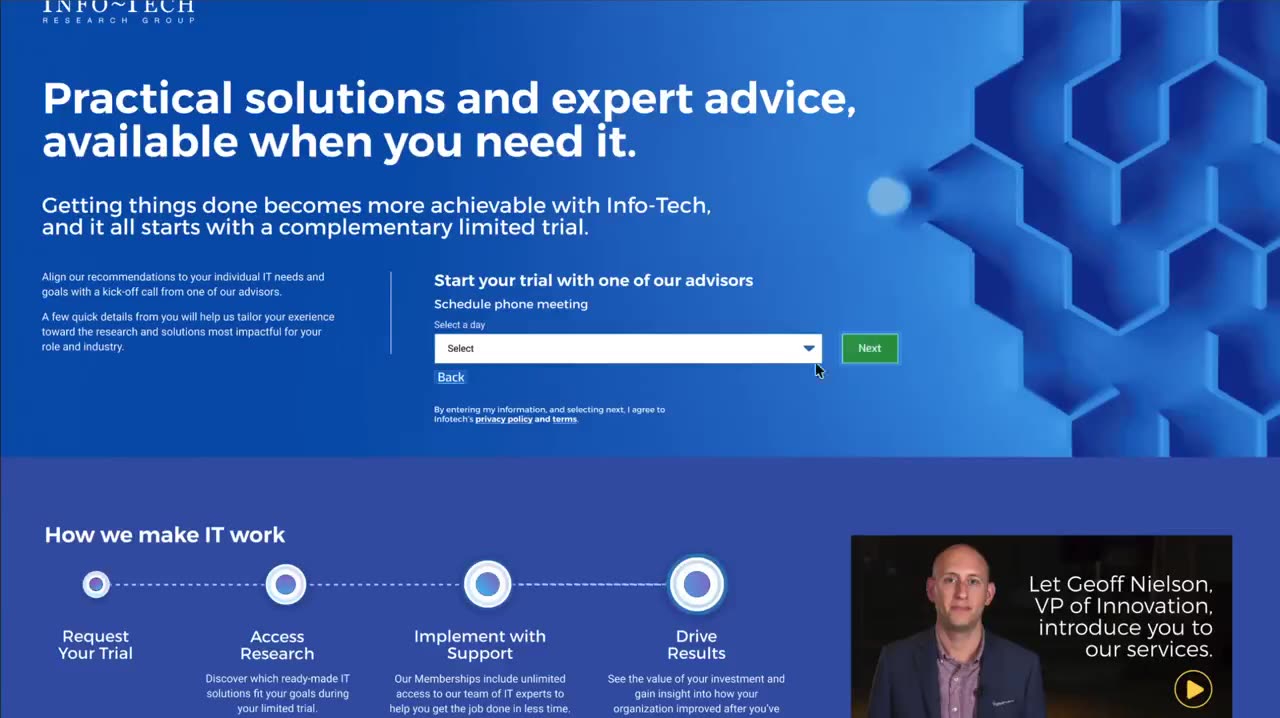 INFO~TECH
RESEARCH GROUP
Practical solutions and expert advice,
available when you need it.
Getting things done becomes more achievable with Info-Tech,
and it all starts with a complementary limited trial.
Align our recommendations to your individual IT needs and
goals with a kick-off call from one of our advisors.
A few quick details from you will help us tailor your exerience
toward the research and solutions most impactful for your
role and industry.
Start your trial with one of our advisors
Schedule phone meeting
Select a day
Select
Next
Back
By entering my information, and selecting next, I agree to
Infotech's privacy policy and terms.
How we make IT work
Request
Your Trial
Access
Research
Discover which ready-made IT
solutions fit your goals during
your limited trial.
Implement with
Support
Our Memberships include unlimited
access to our team of IT experts to
help you get the job done in less time.
Drive
Results
See the value of your investment and
gain insight into how your
organization improved after you've
Let Geoff Nielson,
VP of Innovation,
introduce you to
our services.